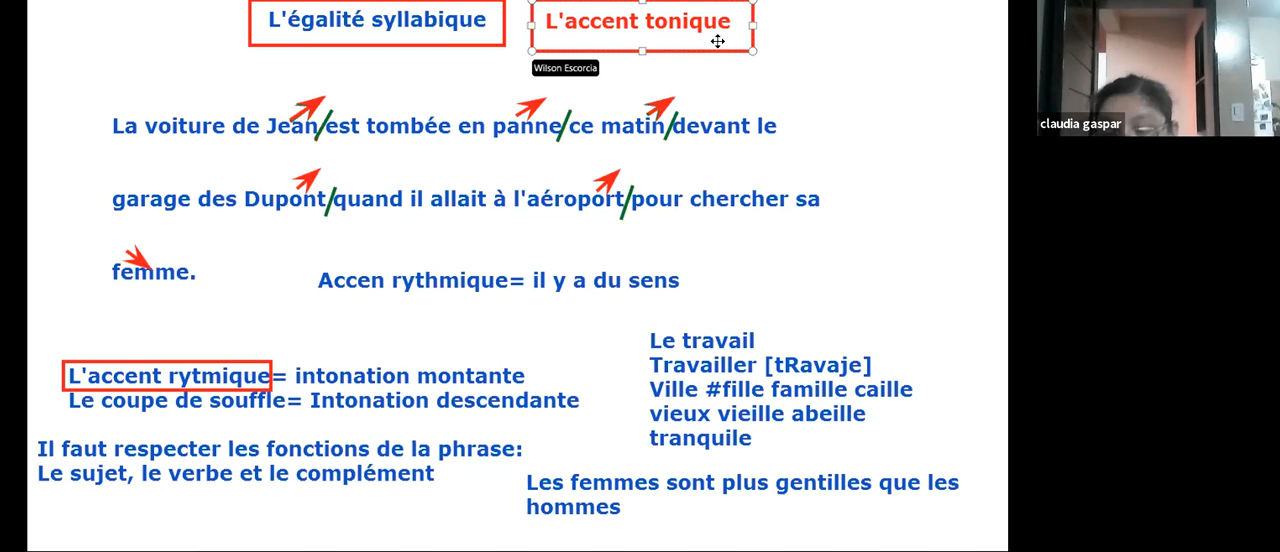 L'égalité syllabique
L'accent tonique
Wilson Escorcia
La voiture de Jean/est tombée en panne/ce matin/devant le
garage des Dupont/quand il allait à l'aéroport/pour chercher sa
femme.
Accen rythmique= il y a du sens
Le travail
Travailler [tRavaje]
Ville #fille famille caille
vieux vieille abeille
tranquile
L'accent rytmique= intonation montante
Le coupe de souffle= Intonation descendante
Il faut respecter les fonctions de la phrase:
Le sujet, le verbe et le complément
Les femmes sont plus gentilles que les
hommes
claudia gaspar